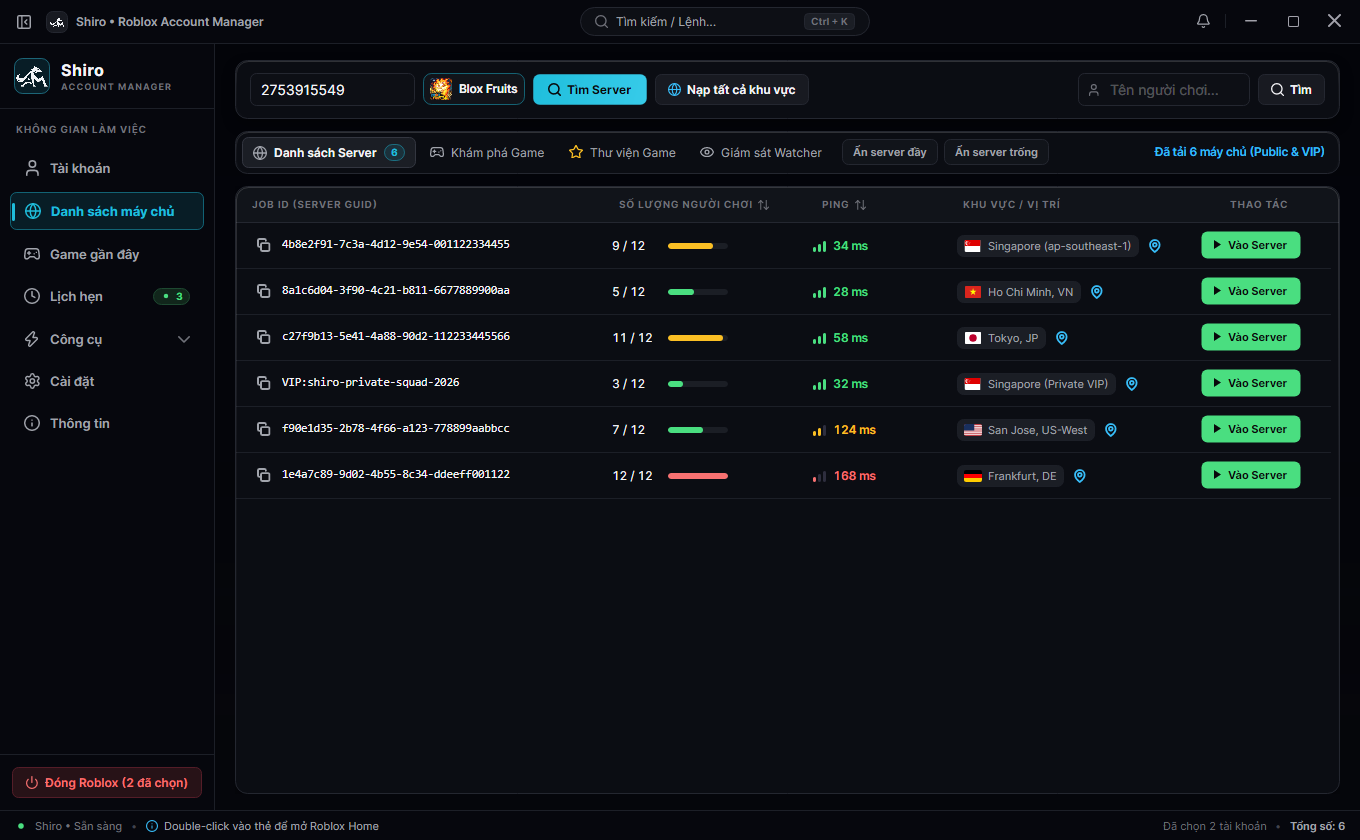 Shiro • Roblox Account Manager
Tìm kiếm / Lệnh...
Ctrl + K
Shiro
ACCOUNT MANAGER
KHÔNG GIAN LÀM VIỆC
Tài khoản
Danh sách máy chủ
Game gần đây
Lịch hẹn
• 3
Công cụ
Cài đặt
Thông tin
Đóng Roblox (2 đã chọn)
2753915549
Blox Fruits
Tìm Server
Nạp tất cả khu vực
Tên người chơi...
Tìm
Danh sách Server 6
Khám phá Game
Thư viện Game
Giám sát Watcher
Ẩn server đầy
Ẩn server trống
Đã tải 6 máy chủ (Public & VIP)
JOB ID (SERVER GUID) SỐ LƯỢNG NGƯỜI CHƠI PING KHU VỰC / VỊ TRÍ THAO TÁC
4b8e2f91-7c3a-4d12-9e54-001122334455 9 / 12 34 ms Singapore (ap-southeast-1) Vào Server
8a1c6d04-3f90-4c21-b811-6677889900aa 5 / 12 28 ms Ho Chi Minh, VN Vào Server
c27f9b13-5e41-4a88-90d2-112233445566 11 / 12 58 ms Tokyo, JP Vào Server
VIP:shiro-private-squad-2026 3 / 12 32 ms Singapore (Private VIP) Vào Server
f90e1d35-2b78-4f66-a123-778899aabbcc 7 / 12 124 ms San Jose, US-West Vào Server
1e4a7c89-9d02-4b55-8c34-ddeeff001122 12 / 12 168 ms Frankfurt, DE Vào Server
Shiro • Sẵn sàng • Double-click vào thẻ để mở Roblox Home
Đã chọn 2 tài khoản • Tổng số: 6